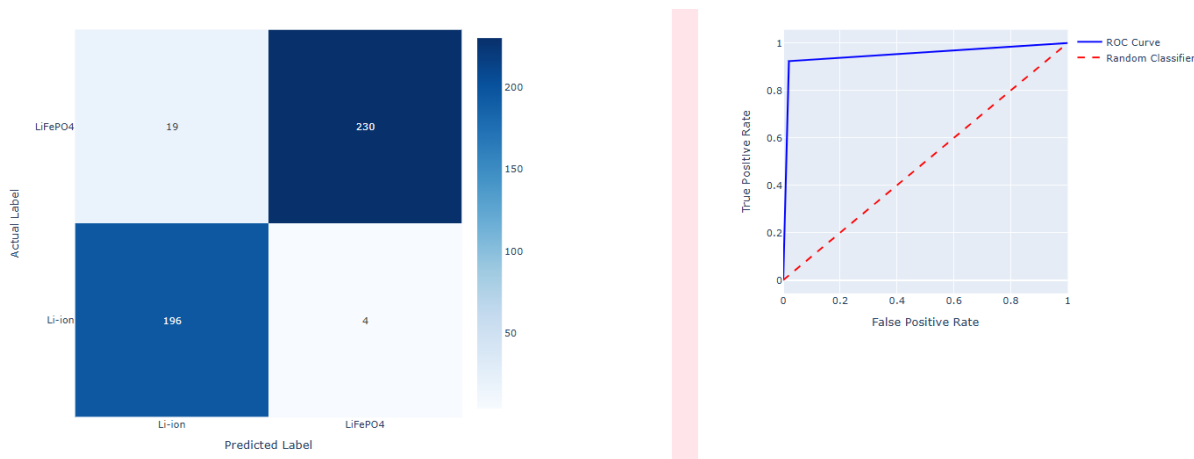 LiFePO4
Li-ion
Actual Label
19
230
196
4
Li-ion
LiFePO4
Predicted Label
200
150
100
50
1
0.8
0.6
0.4
0.2
0
True Positive Rate
0
0.2
0.4
0.6
0.8
1
False Positive Rate
ROC Curve
Random Classifier